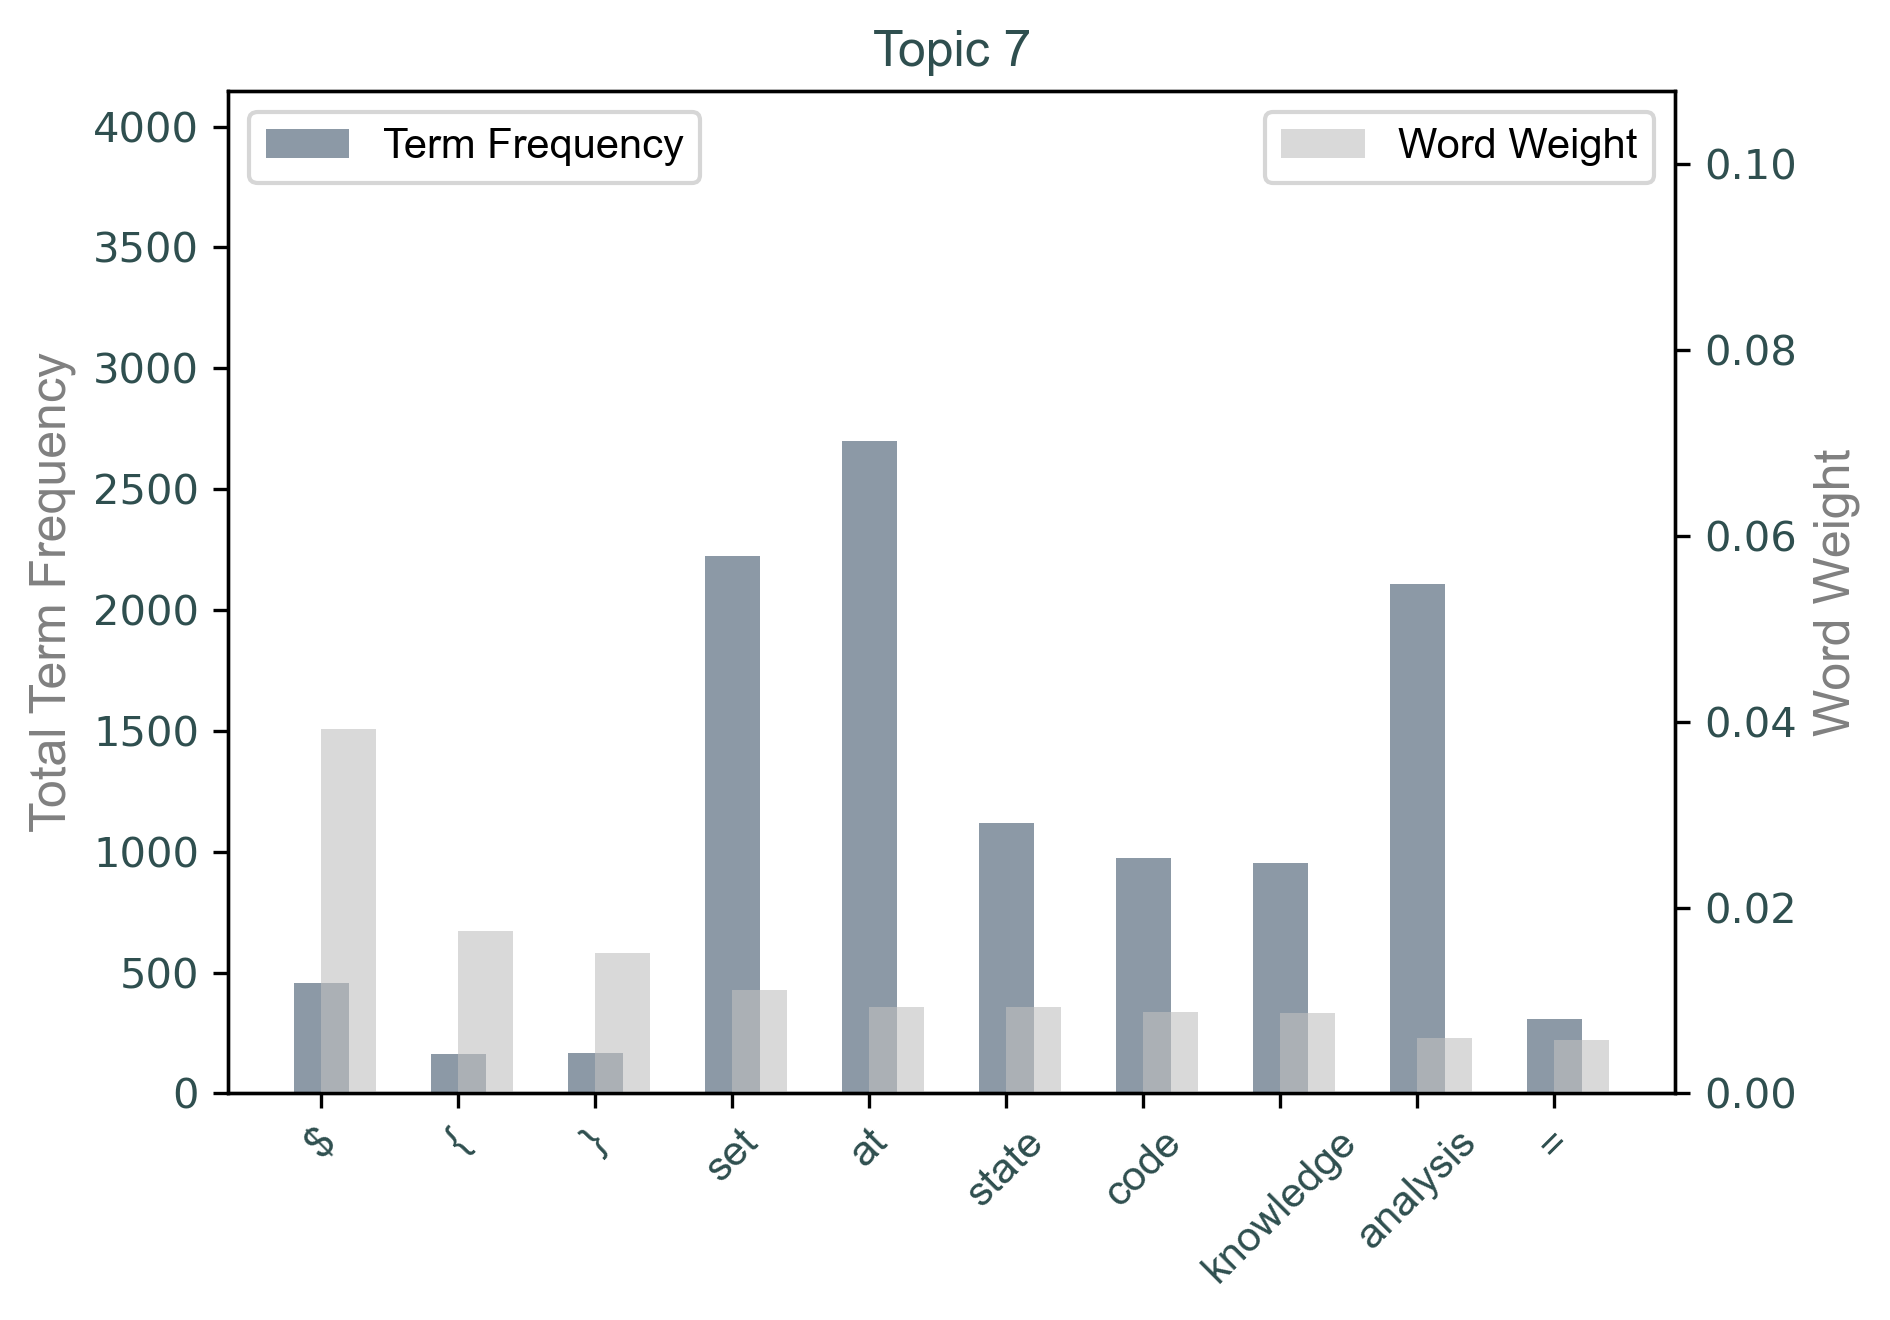 Topic 7
Term Frequency
Word Weight
Total Term Frequency
4000
3500
3000
2500
2000
1500
1000
500
0
0.10
0.08
0.06
0.04
0.02
0.00
Word Weight
$
{
}
set
at
state
code
knowledge
analysis
=